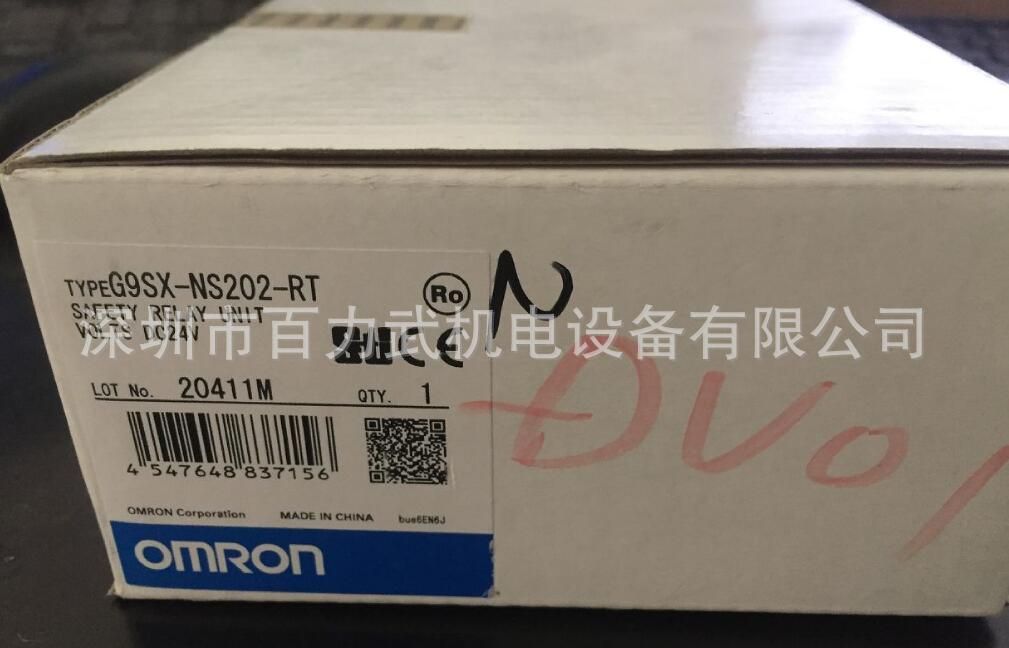 TYPE G9SX-NS202-RT
SAFETY RELAY UNIT
VOLTS DC24V
Ro
N
深圳市百力式机电设备有限公司
CE
LOT No. 20411M QTY. 1
4 547648 837156
OMRON Corporation MADE IN CHINA bus6EN6J
OMRON